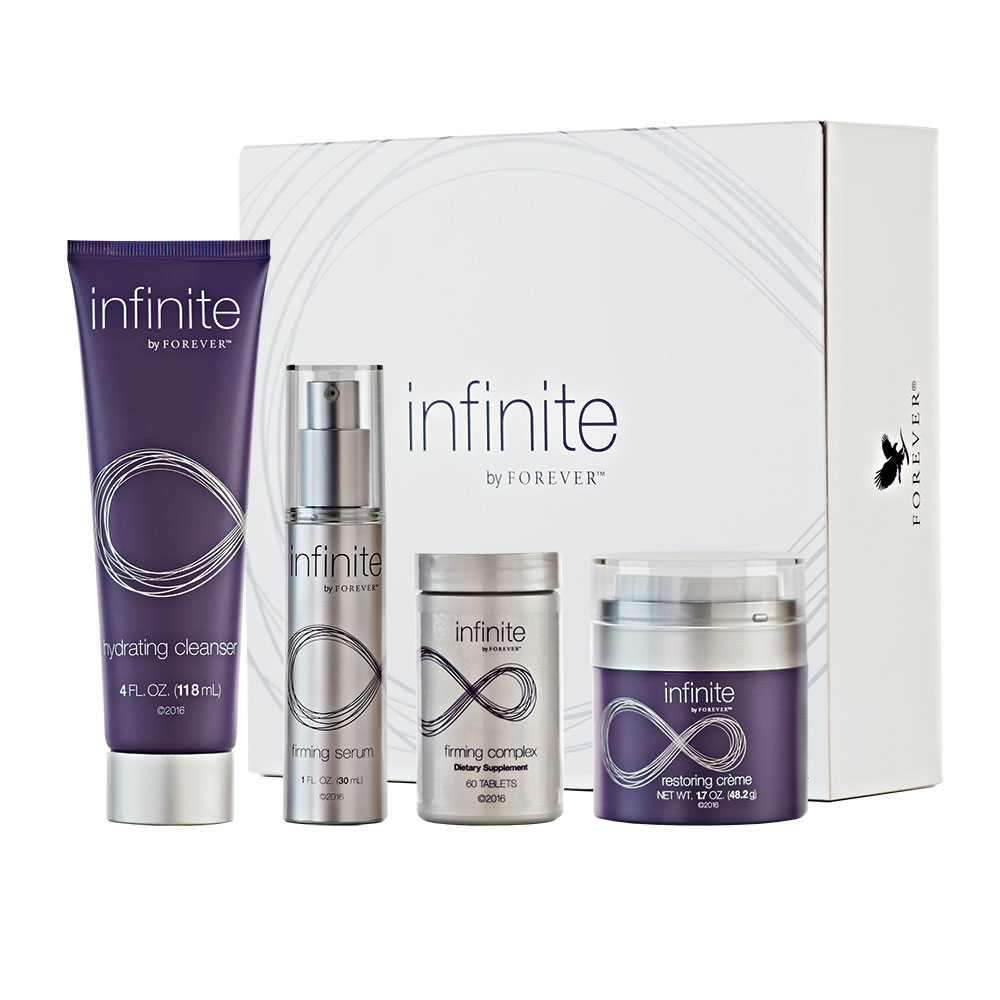 infinite
by FOREVER™
hydrating cleanser
4 FL. OZ. (118 mL)
©2016
infinite
by FOREVER™
firming serum
1 FL. OZ. (30 mL)
©2016
infinite
by FOREVER™
firming complex
Dietary Supplement
60 TABLETS
©2016
infinite
by FOREVER™
restoring crème
NET WT. 1.7 OZ. (48.2 g)
©2016
infinite
by FOREVER™
FOREVER®